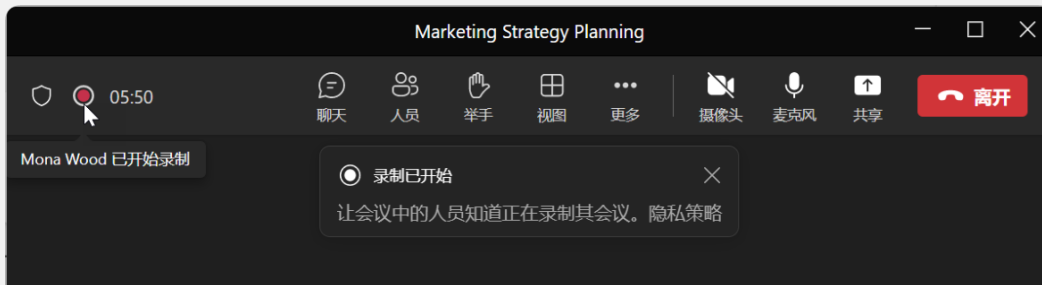 Marketing Strategy Planning
05:50
聊天
人员
举手
视图
更多
摄像头
麦克风
共享
离开
Mona Wood 已开始录制
录制已开始
让会议中的人员知道正在录制其会议。隐私策略